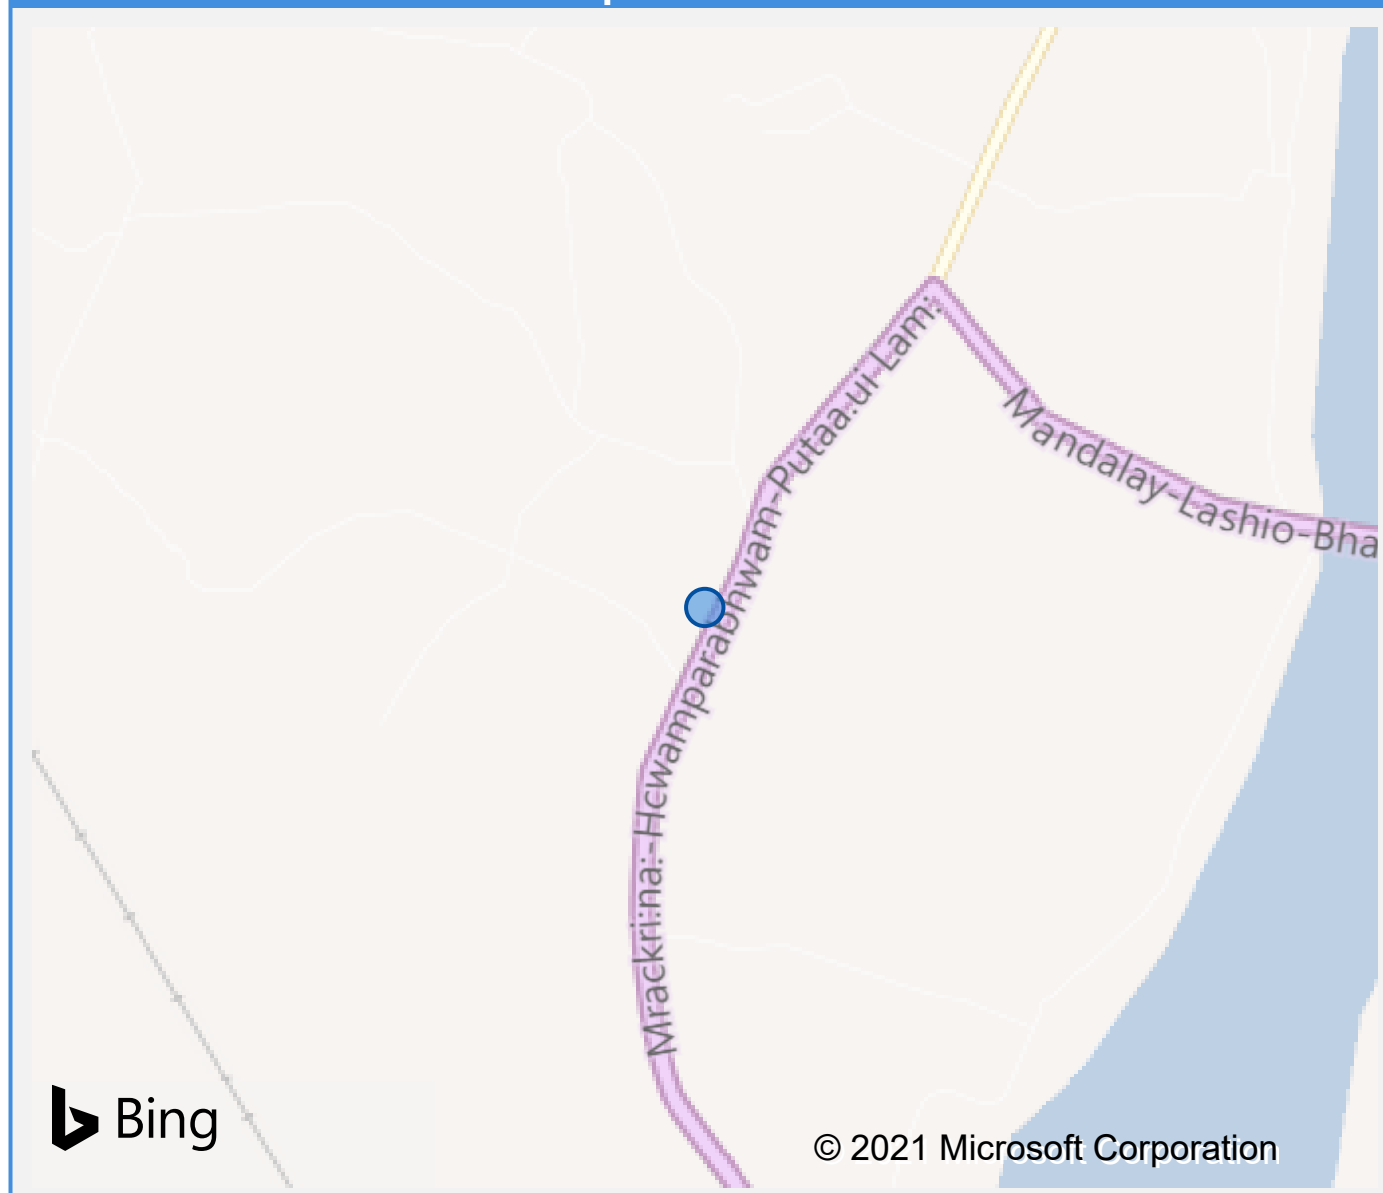 Mrackri:na:-Hcwamparabhwam-Putaa.ui Lam:
Mandalay-Lashio-Bha
Bing
© 2021 Microsoft Corporation